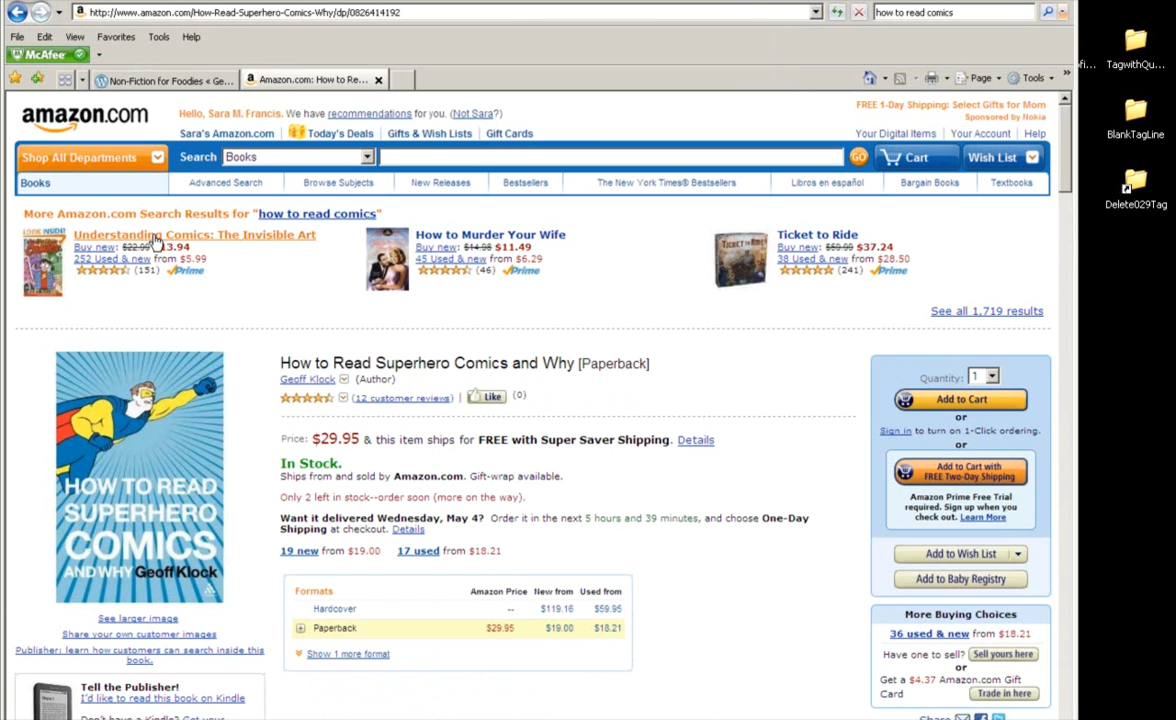 http://www.amazon.com/How-Read-Superhero-Comics-Why/dp/0826414192
how to read comics
File Edit View Favorites Tools Help
McAfee
Non-Fiction for Foodies « Ge...
Amazon.com: How to Re...
Page Tools »
TagwithQu...
BlankTagLine
Delete029Tag
amazon.com
Hello, Sara M. Francis. We have recommendations for you. (Not Sara?)
FREE 1-Day Shipping: Select Gifts for Mom
Sponsored by Nokia
Sara's Amazon.com Today's Deals Gifts & Wish Lists Gift Cards
Your Digital Items Your Account Help
Shop All Departments Search Books GO Cart Wish List
Books Advanced Search Browse Subjects New Releases Bestsellers The New York Times® Bestsellers Libros en español Bargain Books Textbooks
More Amazon.com Search Results for "how to read comics"
LOOK INSIDE!
Understanding Comics: The Invisible Art
Buy new: $22.99 $13.94
252 Used & new from $5.99
(151) Prime
How to Murder Your Wife
Buy new: $14.98 $11.49
45 Used & new from $6.29
(46) Prime
Ticket to Ride
Buy new: $59.99 $37.24
38 Used & new from $28.50
(241) Prime
TICKET to RIDE
See all 1,719 results
HOW TO READ
SUPERHERO
COMICS
AND WHY Geoff Klock
See larger image
Share your own customer images
Publisher: learn how customers can search inside this
book.
Tell the Publisher!
I'd like to read this book on Kindle
Don't have a Kindle? Get your
How to Read Superhero Comics and Why [Paperback]
Geoff Klock (Author)
(12 customer reviews) | Like (0)
Price: $29.95 & this item ships for FREE with Super Saver Shipping. Details
In Stock.
Ships from and sold by Amazon.com. Gift-wrap available.
Only 2 left in stock--order soon (more on the way).
Want it delivered Wednesday, May 4? Order it in the next 5 hours and 39 minutes, and choose One-Day
Shipping at checkout. Details
19 new from $19.00 17 used from $18.21
Formats Amazon Price New from Used from
Hardcover -- $119.16 $59.95
Paperback $29.95 $19.00 $18.21
Show 1 more format
Quantity: 1
Add to Cart
or
Sign in to turn on 1-Click ordering.
or
Add to Cart with
FREE Two-Day Shipping
Amazon Prime Free Trial
required. Sign up when you
check out. Learn More
Add to Wish List
Add to Baby Registry
More Buying Choices
36 used & new from $18.21
Have one to sell? Sell yours here
or
Get a $4.37 Amazon.com Gift
Card Trade in here
Share